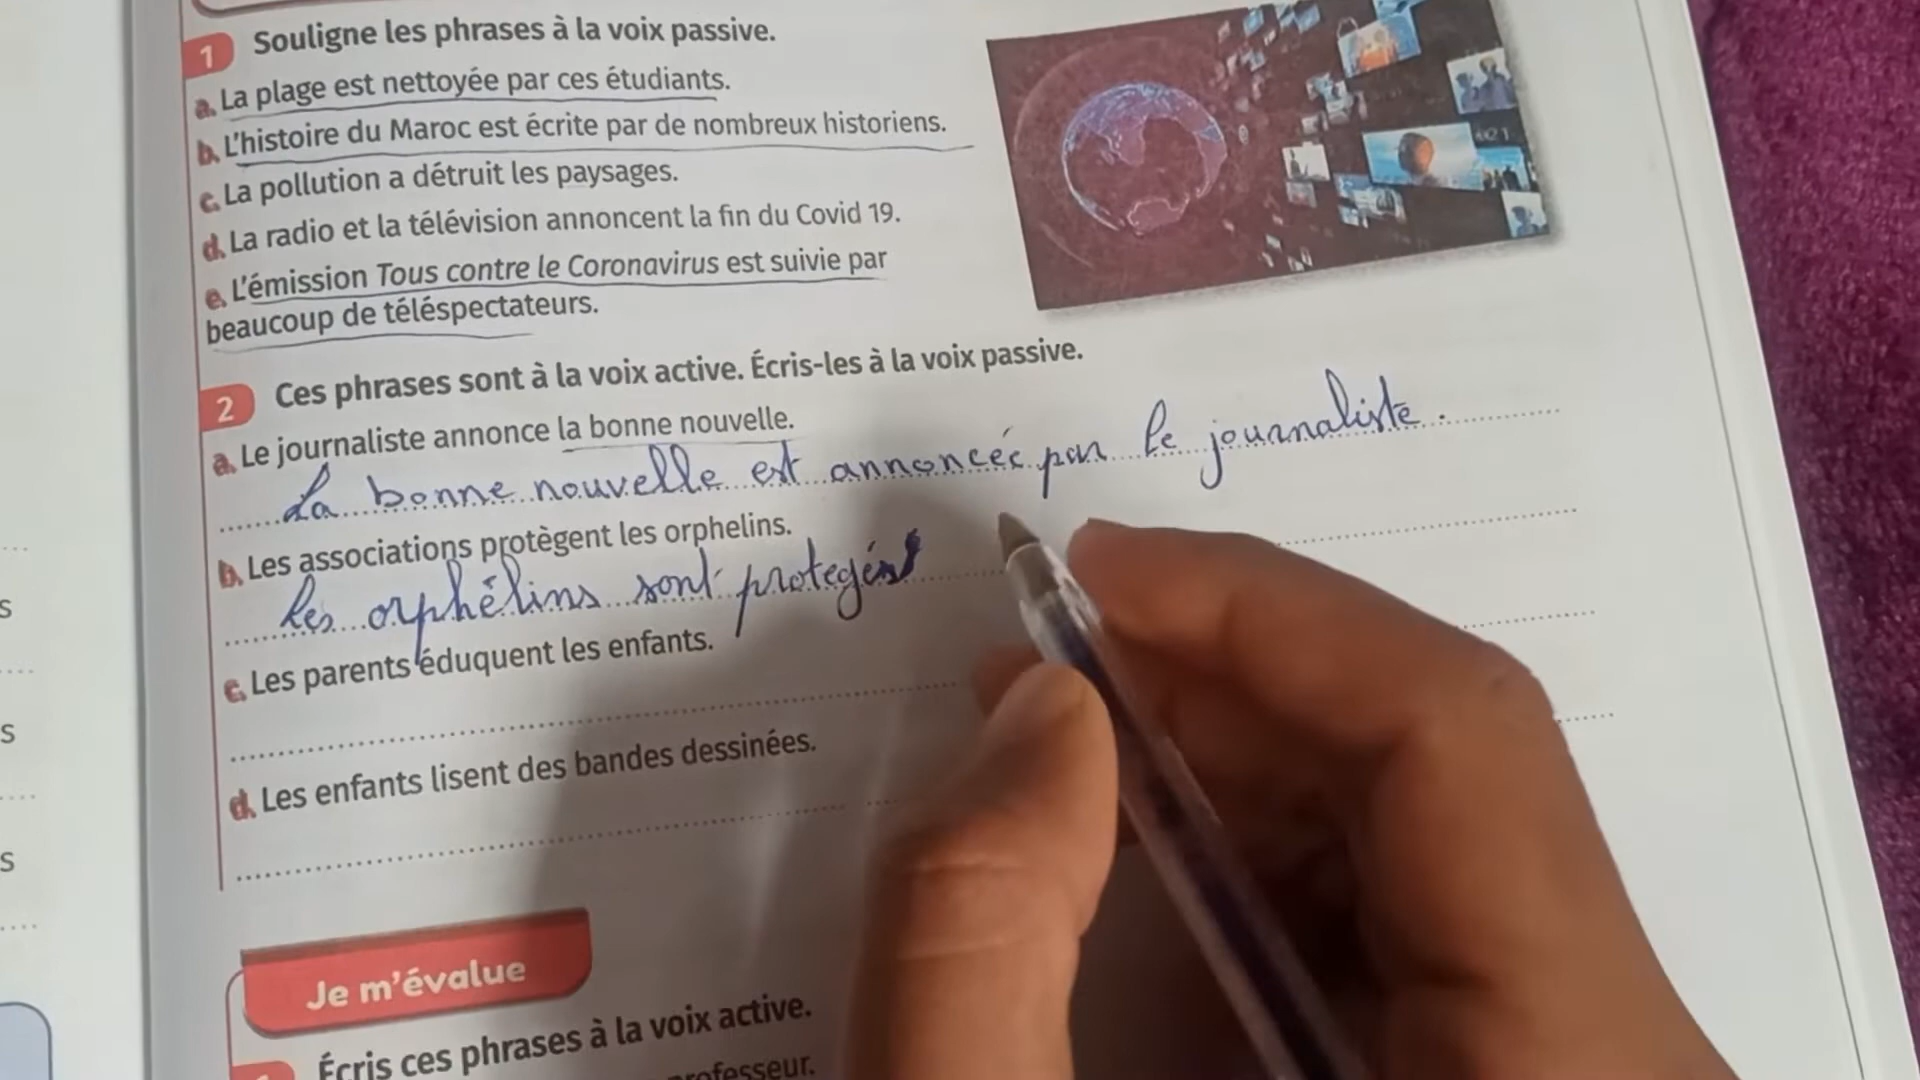 1 Souligne les phrases à la voix passive.
a. La plage est nettoyée par ces étudiants.
b. L'histoire du Maroc est écrite par de nombreux historiens.
c. La pollution a détruit les paysages.
d. La radio et la télévision annoncent la fin du Covid 19.
e. L'émission Tous contre le Coronavirus est suivie par
beaucoup de téléspectateurs.
2 Ces phrases sont à la voix active. Écris-les à la voix passive.
a. Le journaliste annonce la bonne nouvelle.
La bonne nouvelle est annoncée par le journaliste.
b. Les associations protègent les orphelins.
Les orphélins sont protegés
c. Les parents éduquent les enfants.
d. Les enfants lisent des bandes dessinées.
Je m'évalue
Écris ces phrases à la voix active.
professeur.
s
s
s